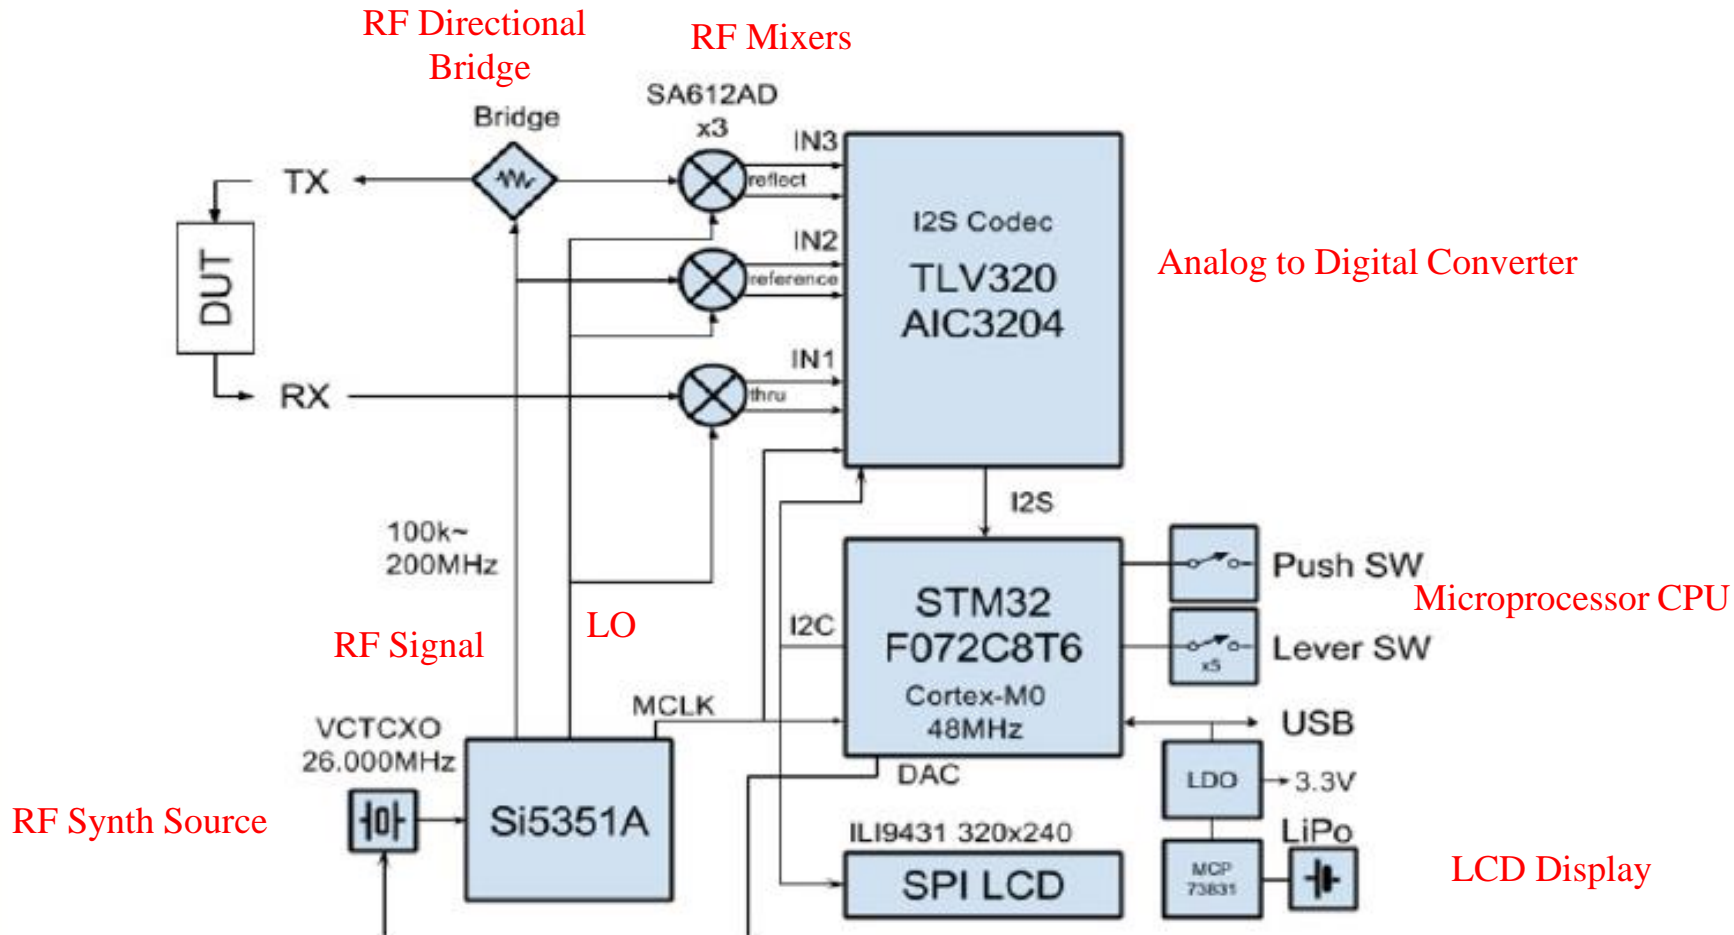 RF Directional
Bridge
RF Mixers
SA612AD
x3
Bridge
TX
IN3
reflect
DUT
I2S Codec
TLV320
AIC3204
IN2
reference
Analog to Digital Converter
IN1
thru
RX
I2S
100k~
200MHz
RF Signal
LO
I2C
STM32
F072C8T6
Cortex-M0
48MHz
Push SW
Microprocessor CPU
x5
Lever SW
MCLK
USB
VCTCXO
26.000MHz
DAC
LDO
3.3V
RF Synth Source
Si5351A
ILI9431 320x240
SPI LCD
LiPo
MCP
73831
LCD Display